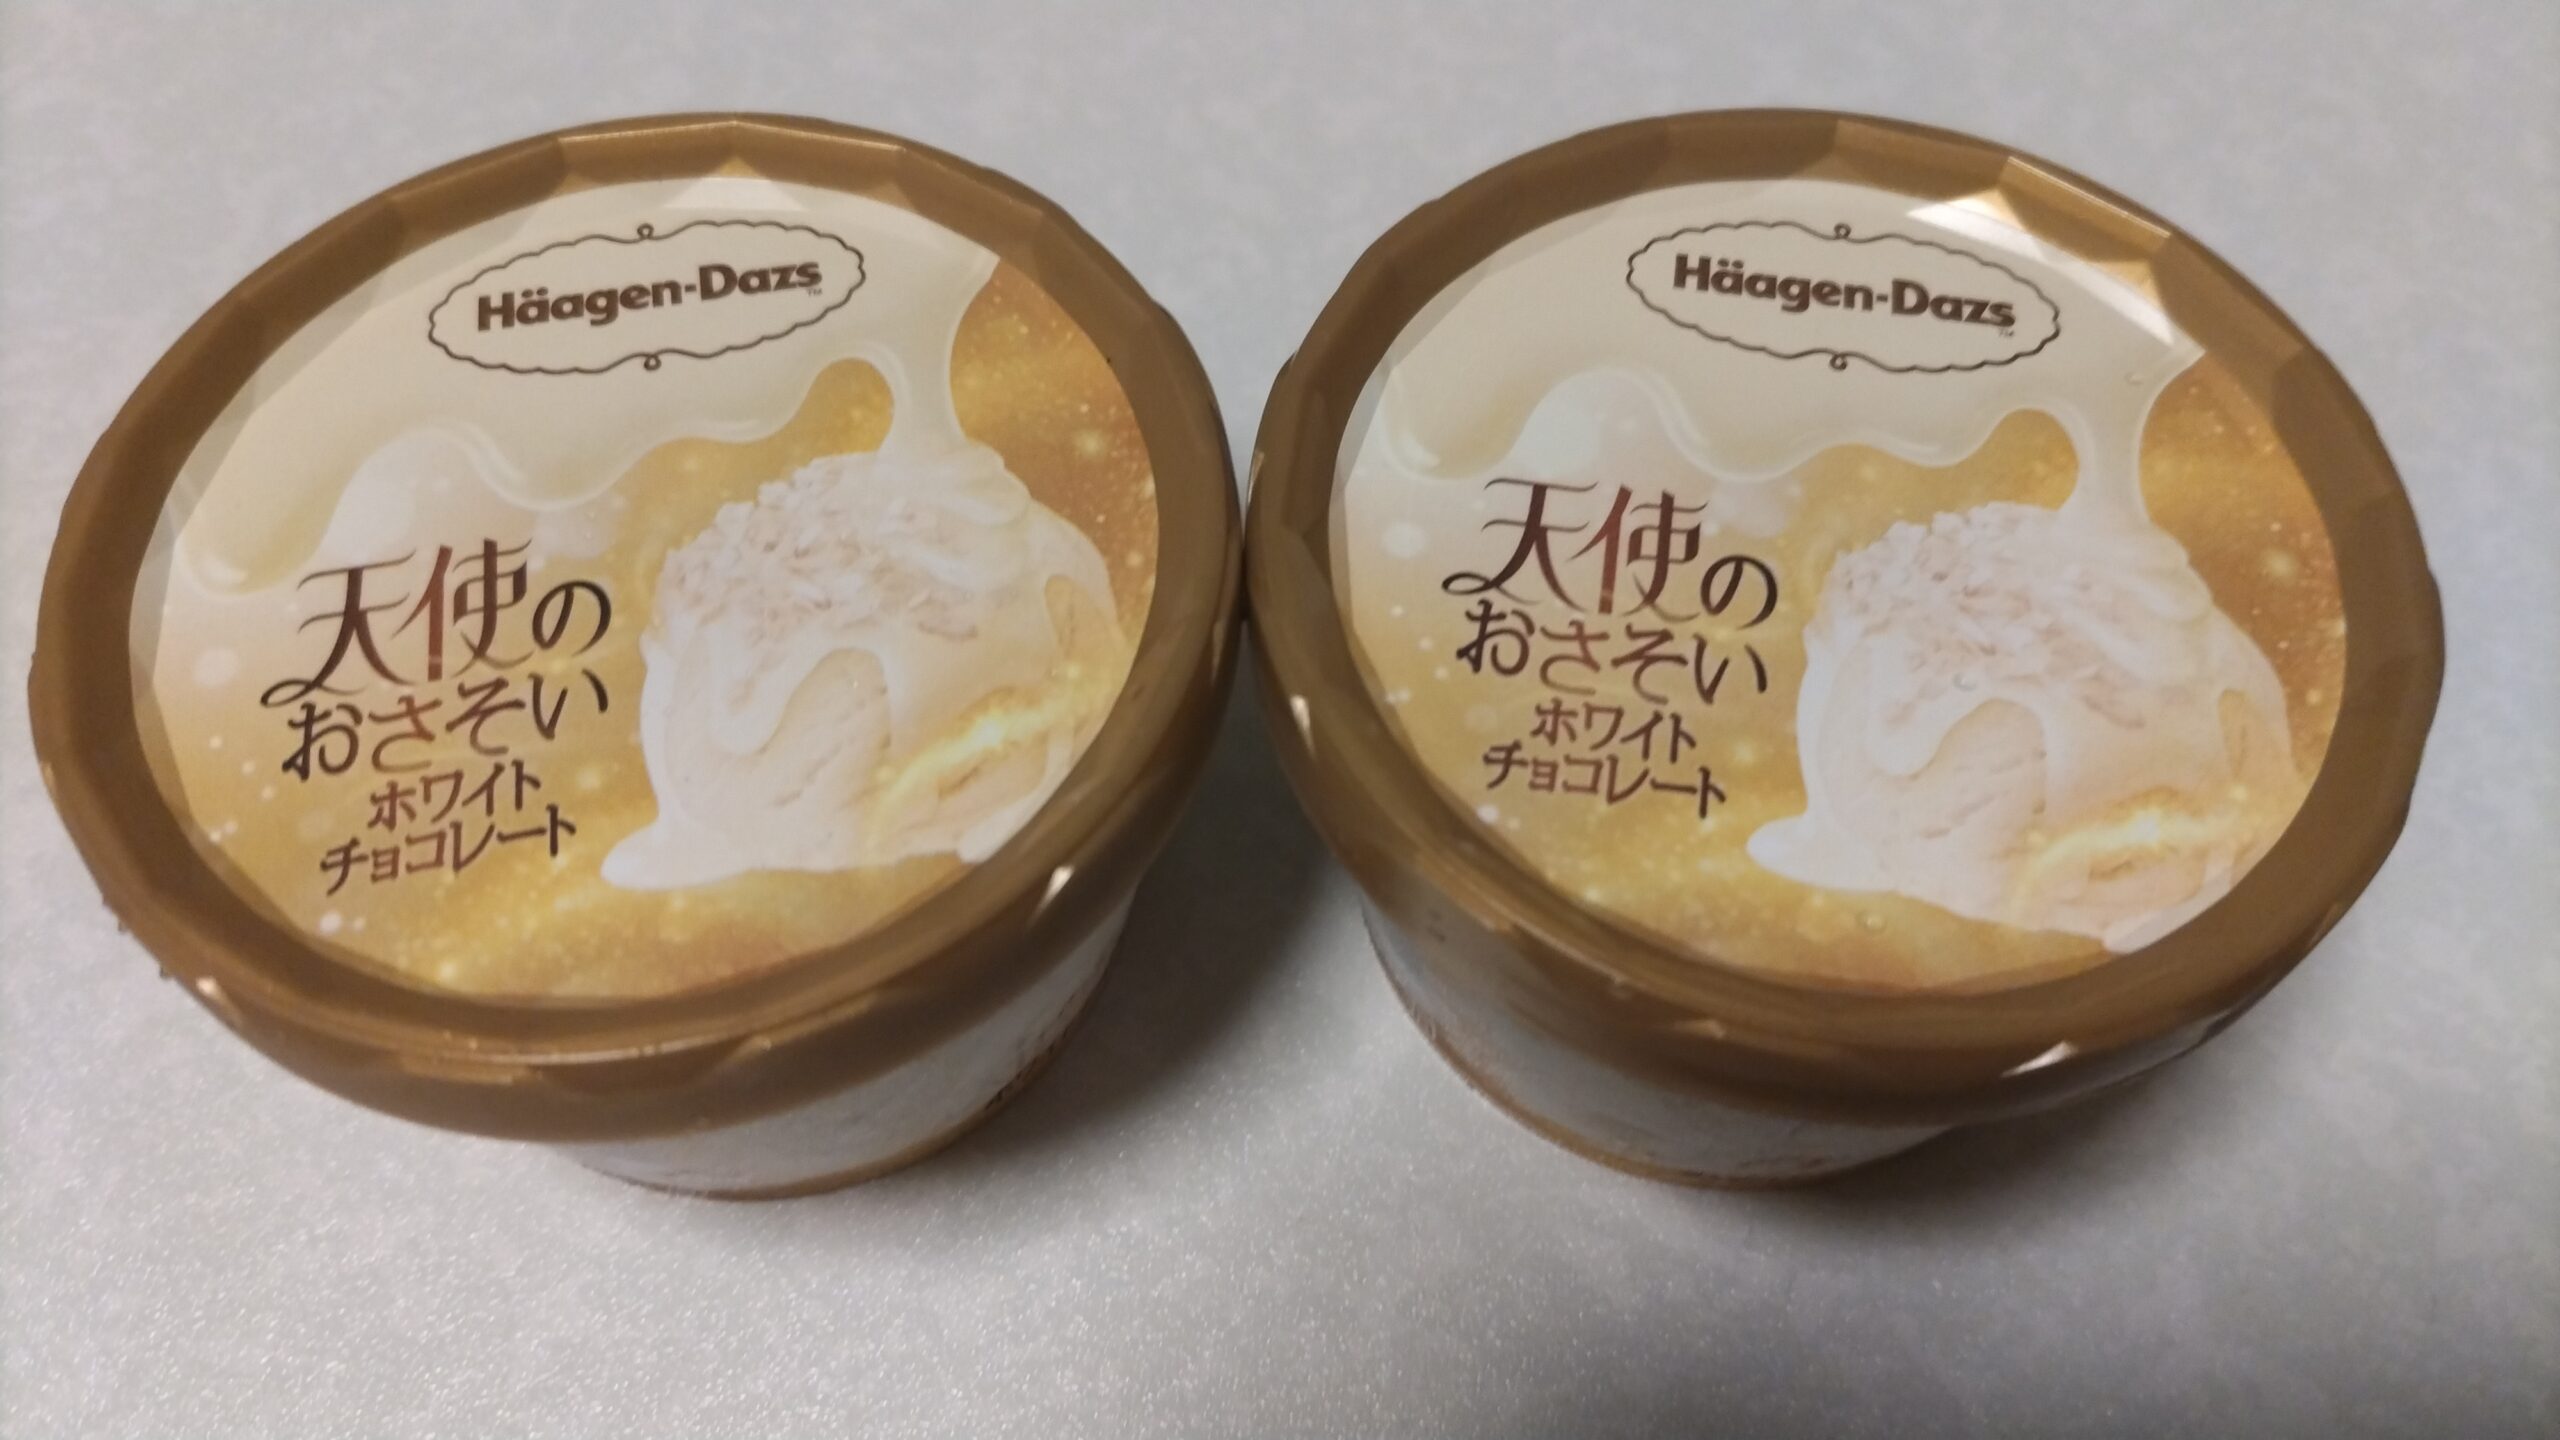 Häagen-Dazs
天使の
おさそい
ホワイト
チョコレート
Häagen-Dazs
天使の
おさそい
ホワイト
チョコレート